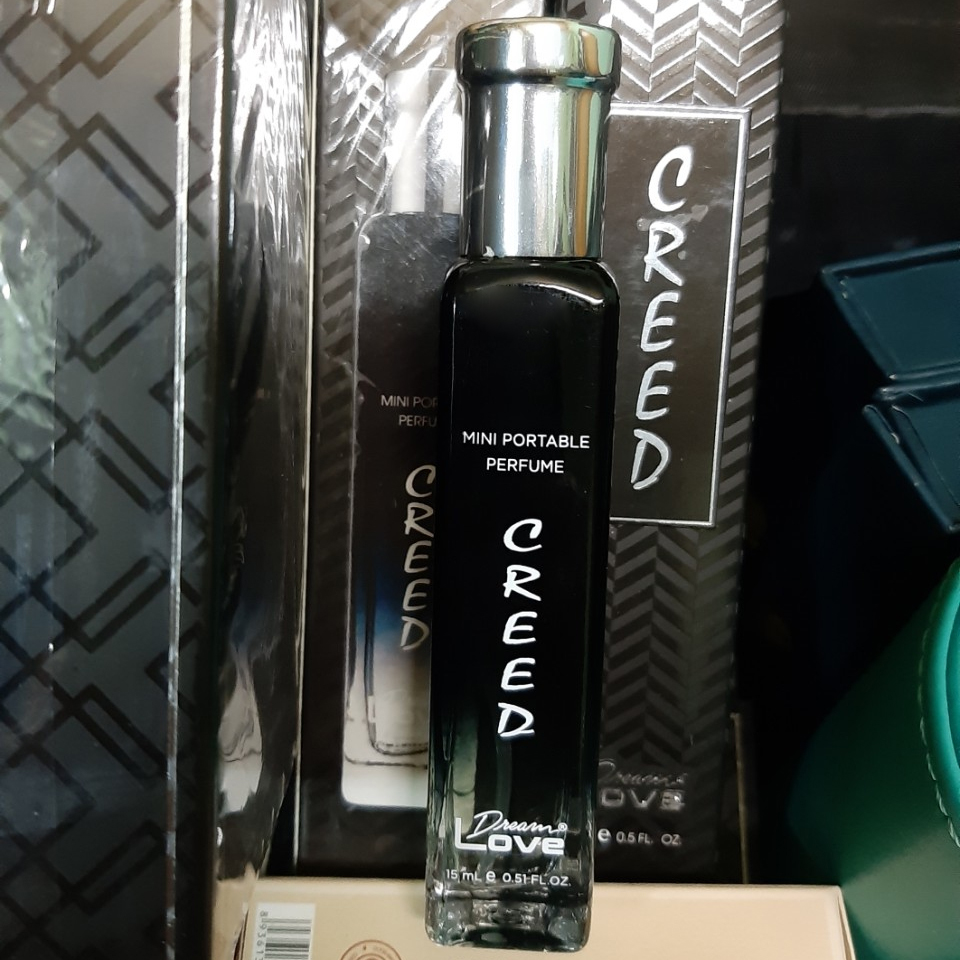 MINI PORTABLE
PERFUME
CREED
Dream®
Love
15 mL e 0.51 FL.OZ.
CREED
MINI POR
PERFU
CREED
Dream
LOVE
e 0.5 FL. OZ.